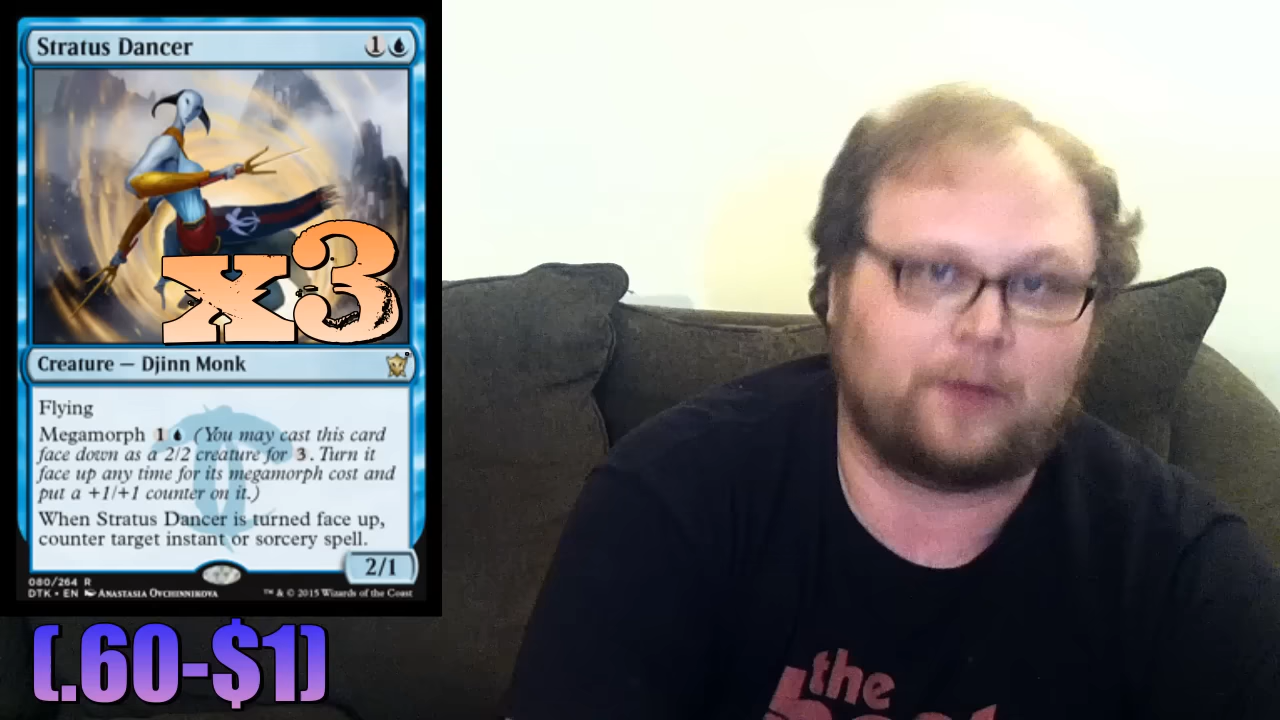 Stratus Dancer 1
X3
Creature — Djinn Monk
Flying
Megamorph 1 (You may cast this card
face down as a 2/2 creature for 3. Turn it
face up any time for its megamorph cost and
put a +1/+1 counter on it.)
When Stratus Dancer is turned face up,
counter target instant or sorcery spell.
2/1
080/264 R
DTK • EN Anastasia Ovchinnikova
™ & © 2015 Wizards of the Coast
(.60-$1)
the